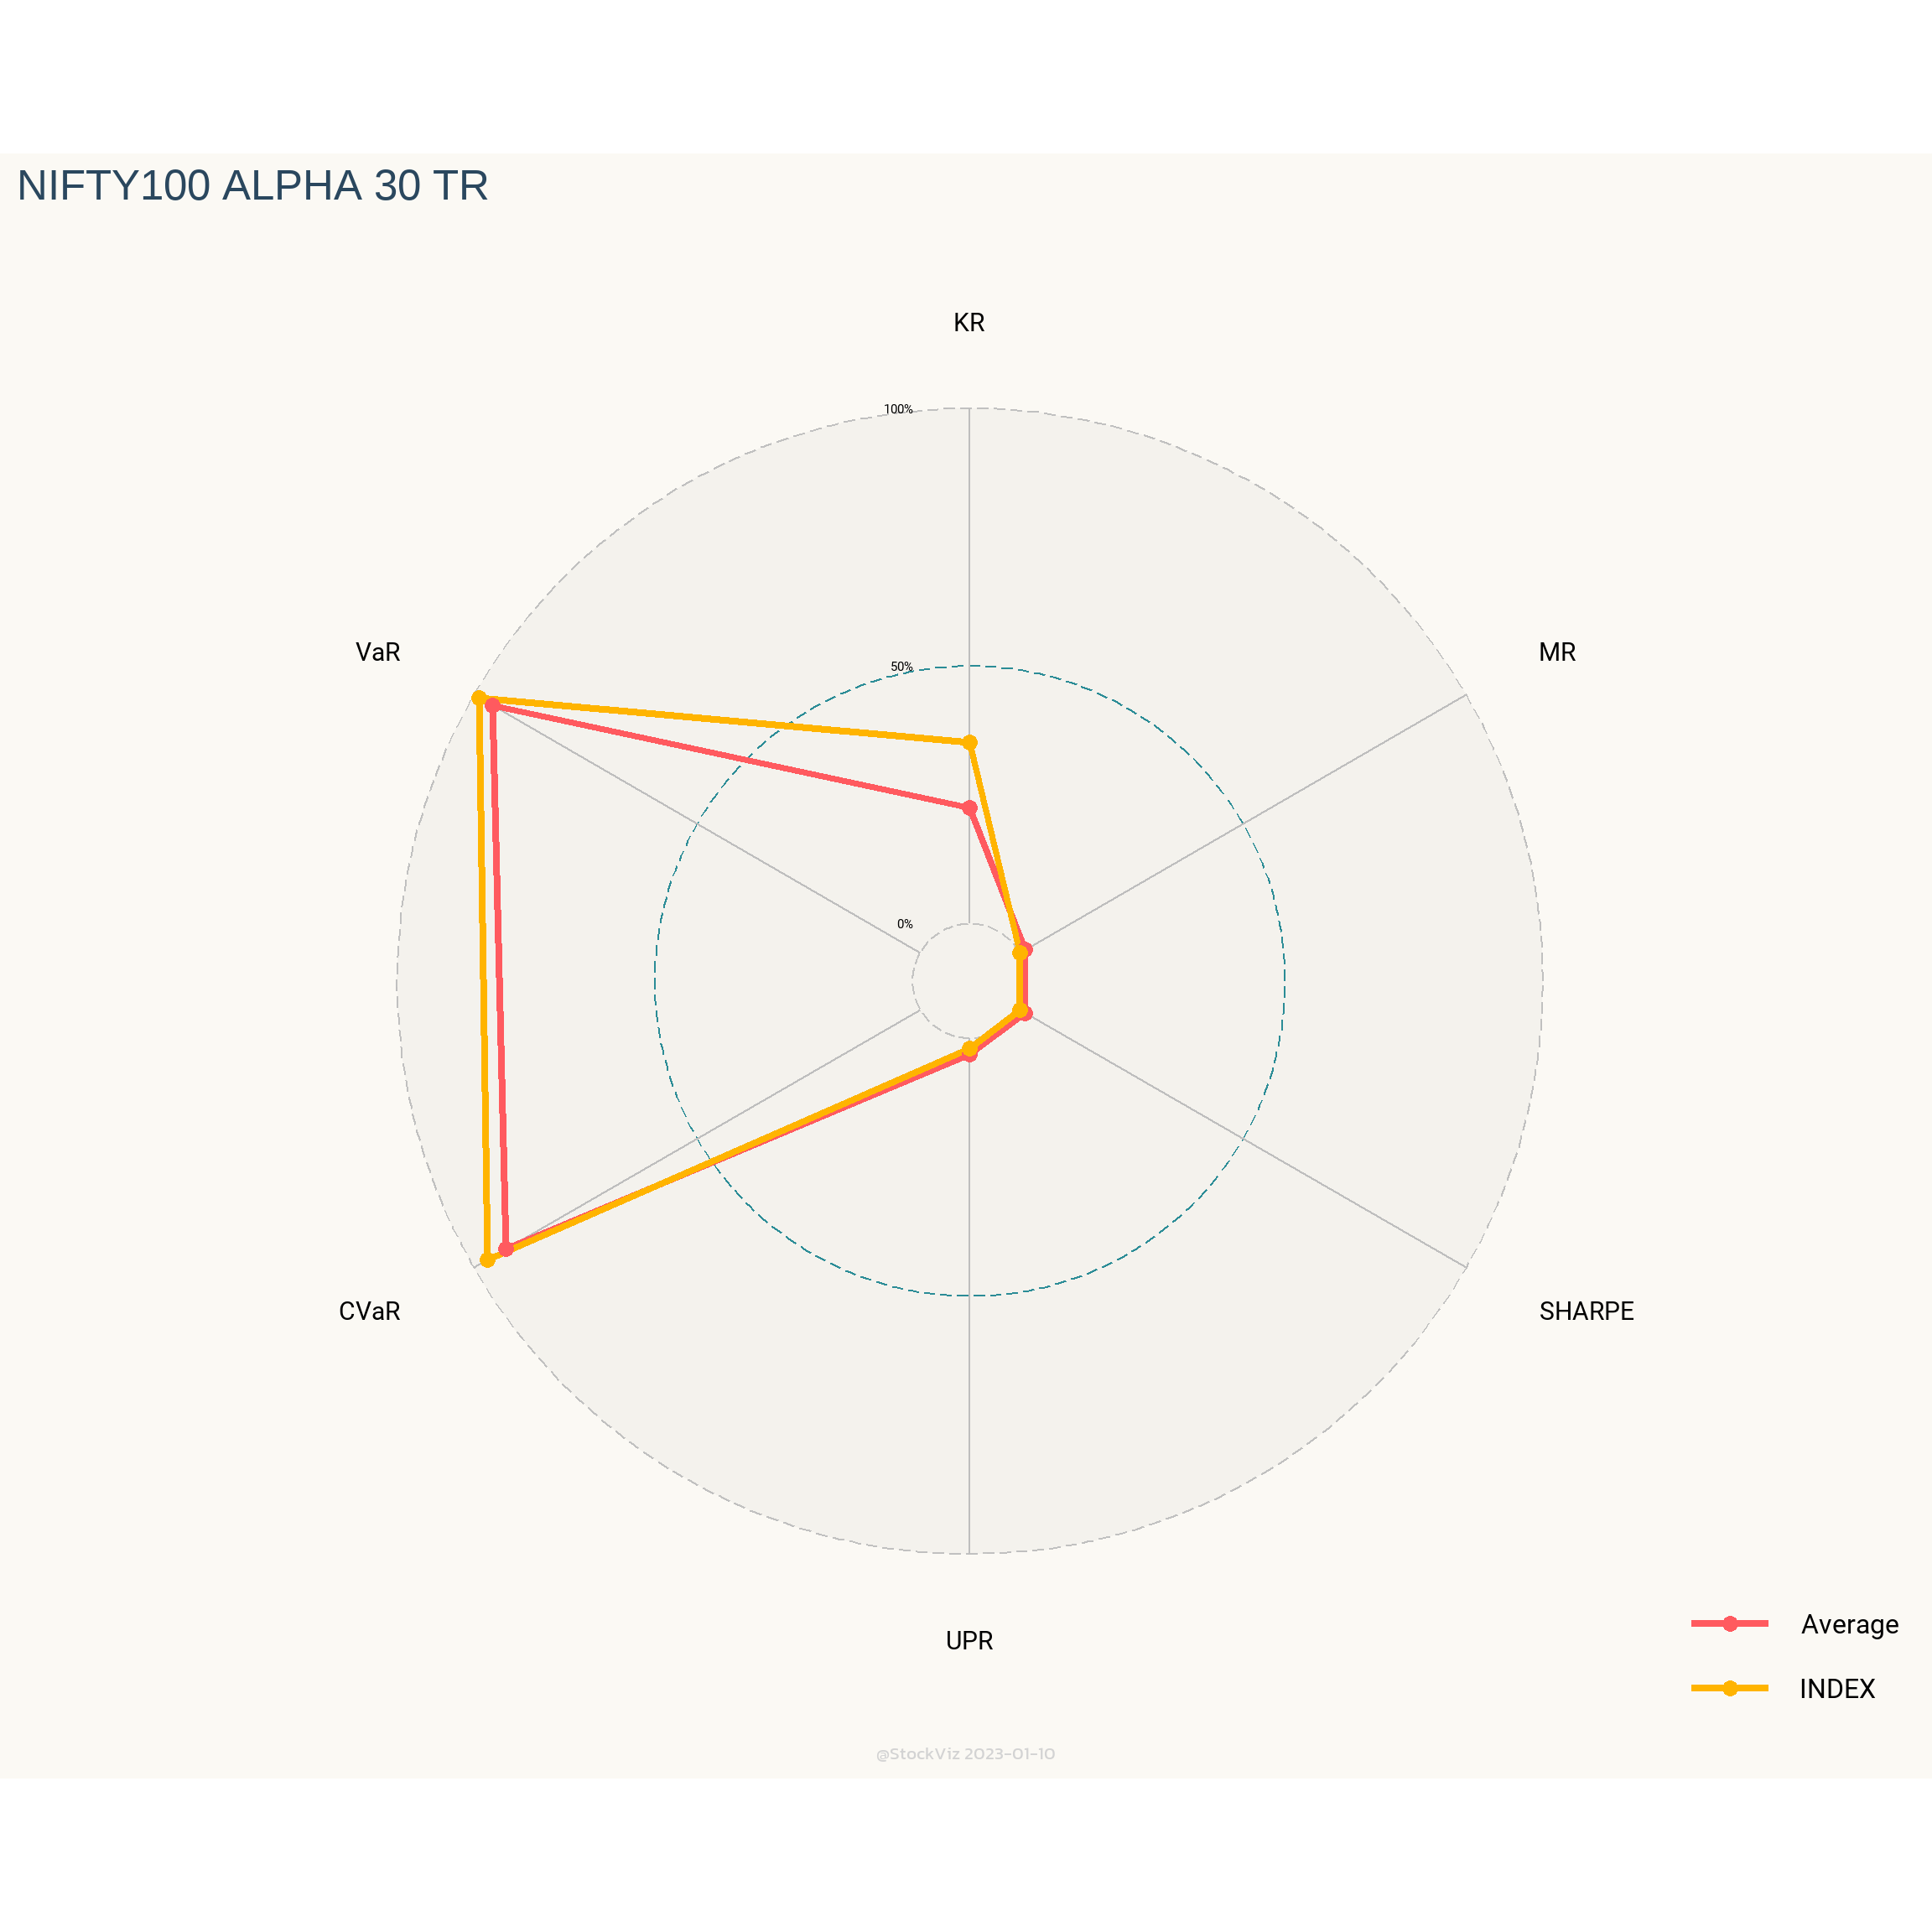 NIFTY100 ALPHA 30 TR
KR
100%
VaR
MR
50%
0%
CVaR
SHARPE
UPR
Average
INDEX
@StockViz 2023-01-10